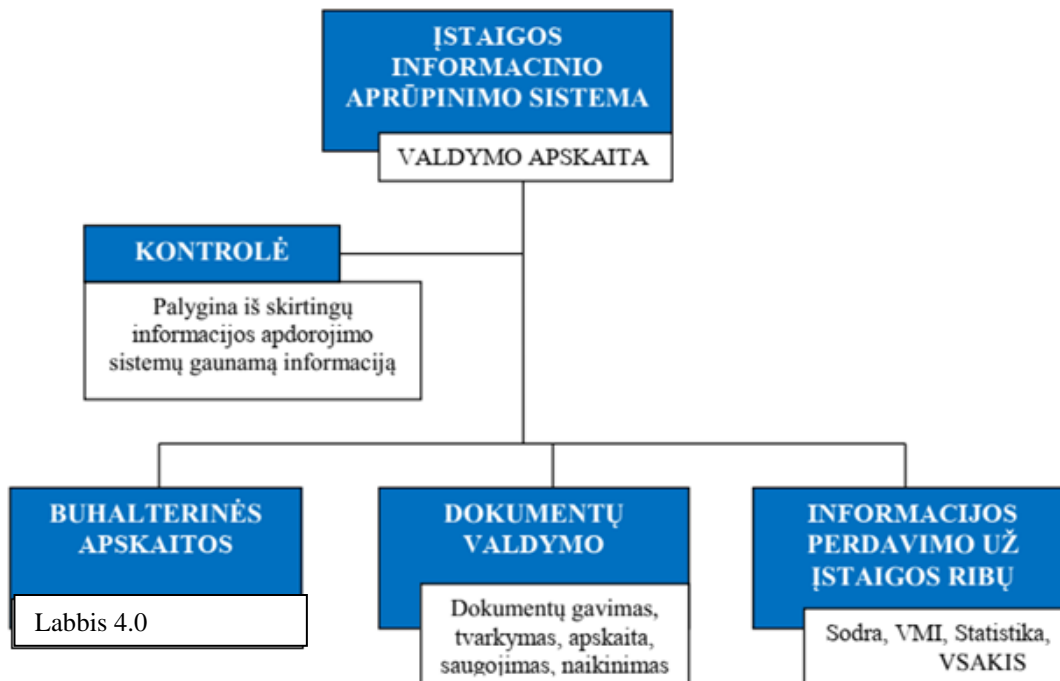 ĮSTAIGOS
INFORMACINIO
APRŪPINIMO SISTEMA
VALDYMO APSKAITA
KONTROLĖ
Palygina iš skirtingų
informacijos apdorojimo
sistemų gaunamą informaciją
BUHALTERINĖS
APSKAITOS
Labbis 4.0
DOKUMENTŲ
VALDYMO
Dokumentų gavimas,
tvarkymas, apskaita,
saugojimas, naikinimas
INFORMACIJOS
PERDAVIMO UŽ
ĮSTAIGOS RIBŲ
Sodra, VMI, Statistika,
VSAKIS